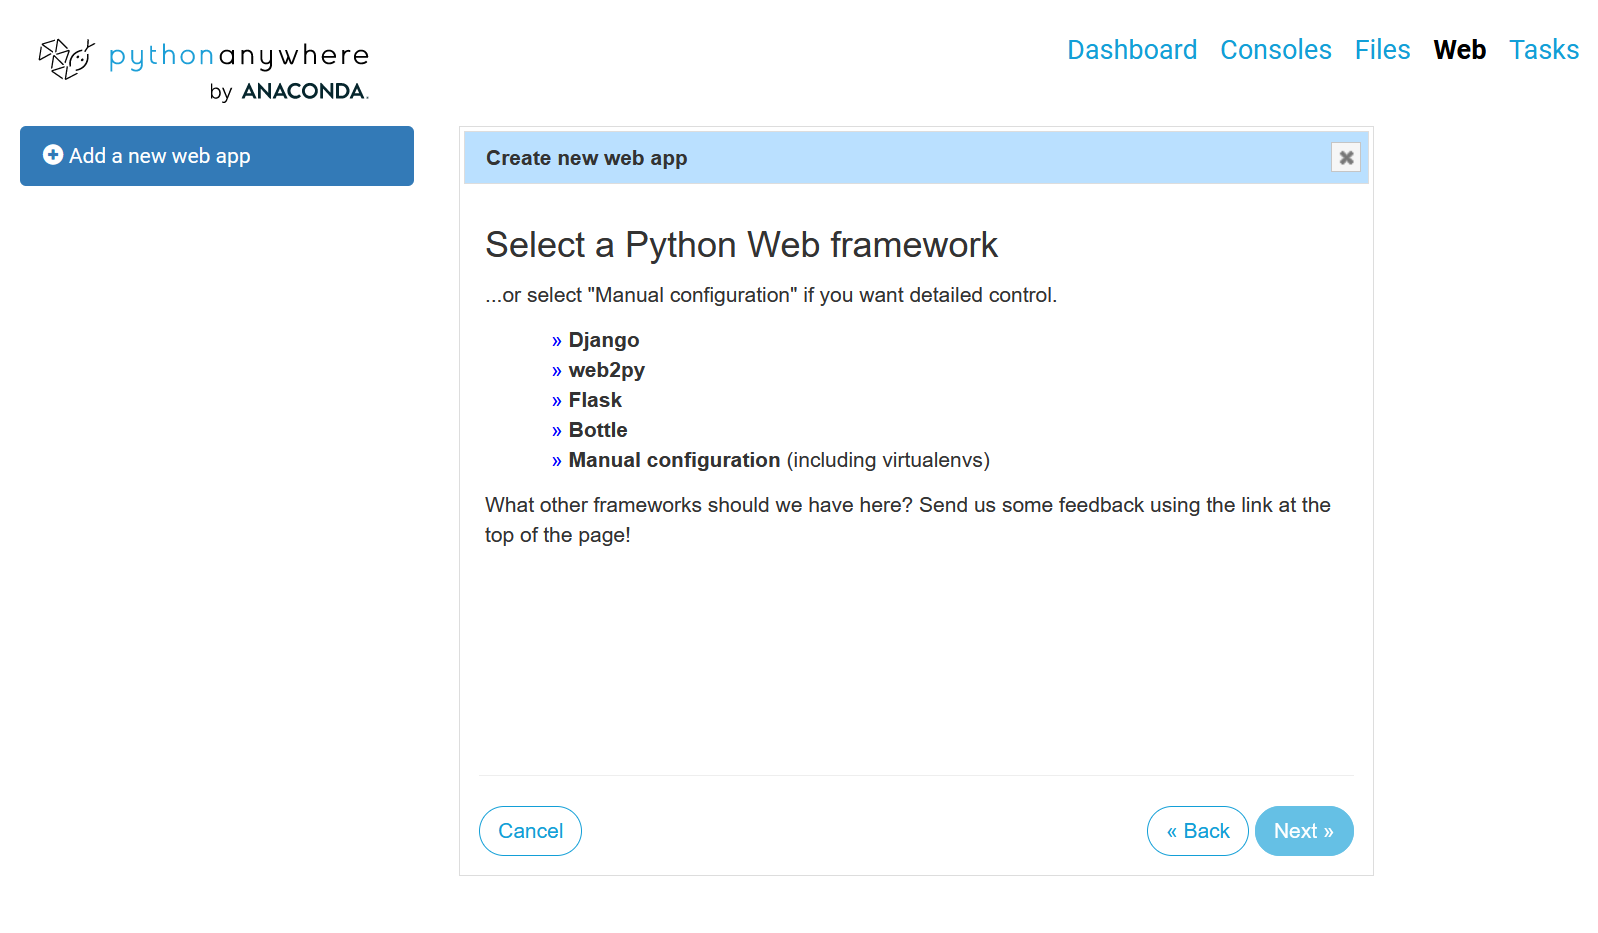 pythonanywhere
by ANACONDA.
Dashboard Consoles Files Web Tasks
Add a new web app
Create new web app
Select a Python Web framework
...or select "Manual configuration" if you want detailed control.
» Django
» web2py
» Flask
» Bottle
» Manual configuration (including virtualenvs)
What other frameworks should we have here? Send us some feedback using the link at the
top of the page!
Cancel
« Back
Next »